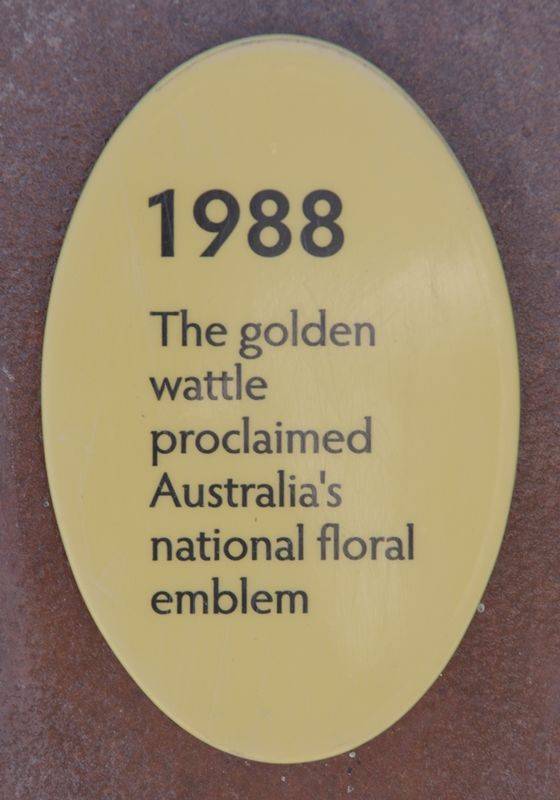 1988
The golden
wattle
proclaimed
Australia's
national floral
emblem